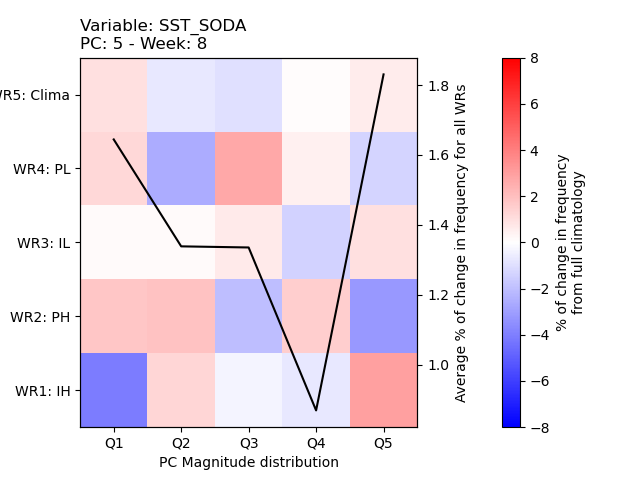 Variable: SST_SODA
PC: 5 - Week: 8
WR5: Clima
WR4: PL
WR3: IL
WR2: PH
WR1: IH
Q1 Q2 Q3 Q4 Q5
PC Magnitude distribution
1.8
1.6
1.4
1.2
1.0
Average % of change in frequency for all WRs
8
6
4
2
0
−2
−4
−6
−8
% of change in frequency
from full climatology